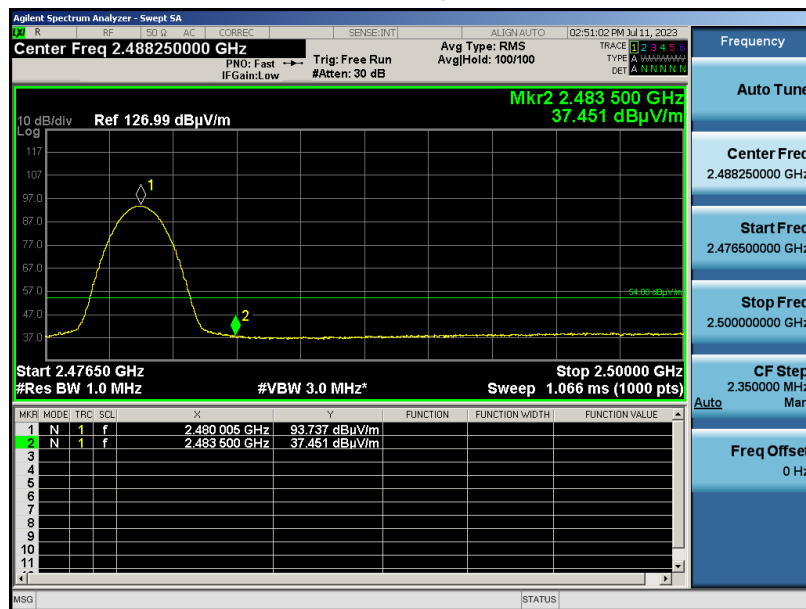 Agilent Spectrum Analyzer - Swept SA
LXI R RF 50 Ω AC CORREC SENSE:INT ALIGN AUTO 02:51:02 PM Jul 11, 2023
Center Freq 2.488250000 GHz
PNO: Fast
IFGain:Low
Trig: Free Run
#Atten: 30 dB
Avg Type: RMS
Avg|Hold: 100/100
TRACE 1 2 3 4 5 6
TYPE A
DET A N N N N N
Mkr2 2.483 500 GHz
37.451 dBµV/m
10 dB/div Ref 126.99 dBµV/m
Log
117
107
97.0
87.0
77.0
67.0
57.0
47.0
37.0
1
2
54.00 dBµV/m
Start 2.47650 GHz Stop 2.50000 GHz
#Res BW 1.0 MHz #VBW 3.0 MHz* Sweep 1.066 ms (1000 pts)
MKR MODE TRC SCL X Y FUNCTION FUNCTION WIDTH FUNCTION VALUE
1 N 1 f 2.480 005 GHz 93.737 dBµV/m
2 N 1 f 2.483 500 GHz 37.451 dBµV/m
3
4
5
6
7
8
9
10
11
MSG STATUS
Frequency
Auto Tune
Center Freq
2.488250000 GHz
Start Freq
2.476500000 GHz
Stop Freq
2.500000000 GHz
CF Step
2.350000 MHz
Auto Man
Freq Offset
0 Hz